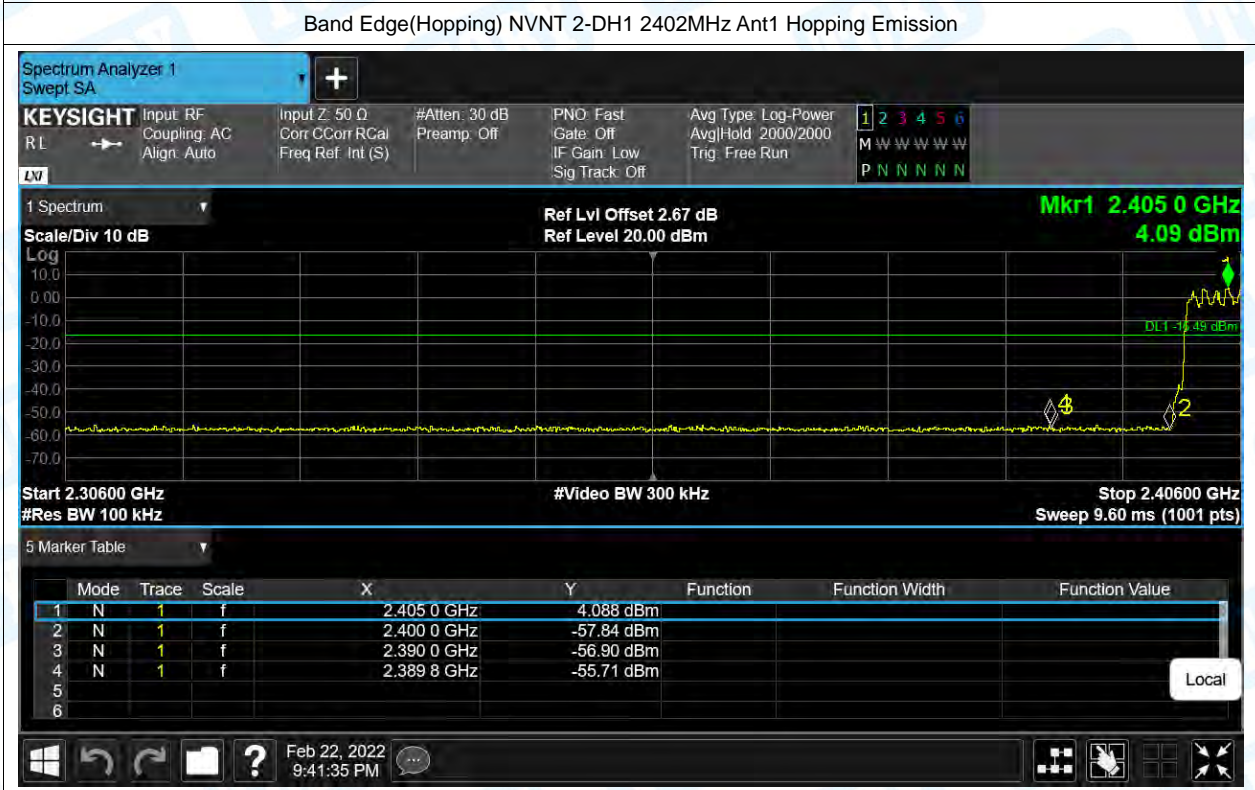 Band Edge(Hopping) NVNT 2-DH1 2402MHz Ant1 Hopping Emission
Spectrum Analyzer 1
Swept SA
+
KEYSIGHT
RL
LXI
Input: RF
Coupling: AC
Align: Auto
Input Z: 50 Ω
Corr CCorr RCal
Freq Ref: Int (S)
#Atten: 30 dB
Preamp: Off
PNO: Fast
Gate: Off
IF Gain: Low
Sig Track: Off
Avg Type: Log-Power
Avg|Hold: 2000/2000
Trig: Free Run
1 2 3 4 5 6
M W W W W W
P N N N N N
1 Spectrum
Scale/Div 10 dB
Ref Lvl Offset 2.67 dB
Ref Level 20.00 dBm
Mkr1 2.405 0 GHz
4.09 dBm
Log
10.0
0.00
-10.0
-20.0
-30.0
-40.0
-50.0
-60.0
-70.0
1
DL1 -16.49 dBm
2
Start 2.30600 GHz
#Res BW 100 kHz
#Video BW 300 kHz
Stop 2.40600 GHz
Sweep 9.60 ms (1001 pts)
5 Marker Table
Mode Trace Scale X Y Function Function Width Function Value
1 N 1 f 2.405 0 GHz 4.088 dBm
2 N 1 f 2.400 0 GHz -57.84 dBm
3 N 1 f 2.390 0 GHz -56.90 dBm
4 N 1 f 2.389 8 GHz -55.71 dBm
5
6
Local
?
Feb 22, 2022
9:41:35 PM